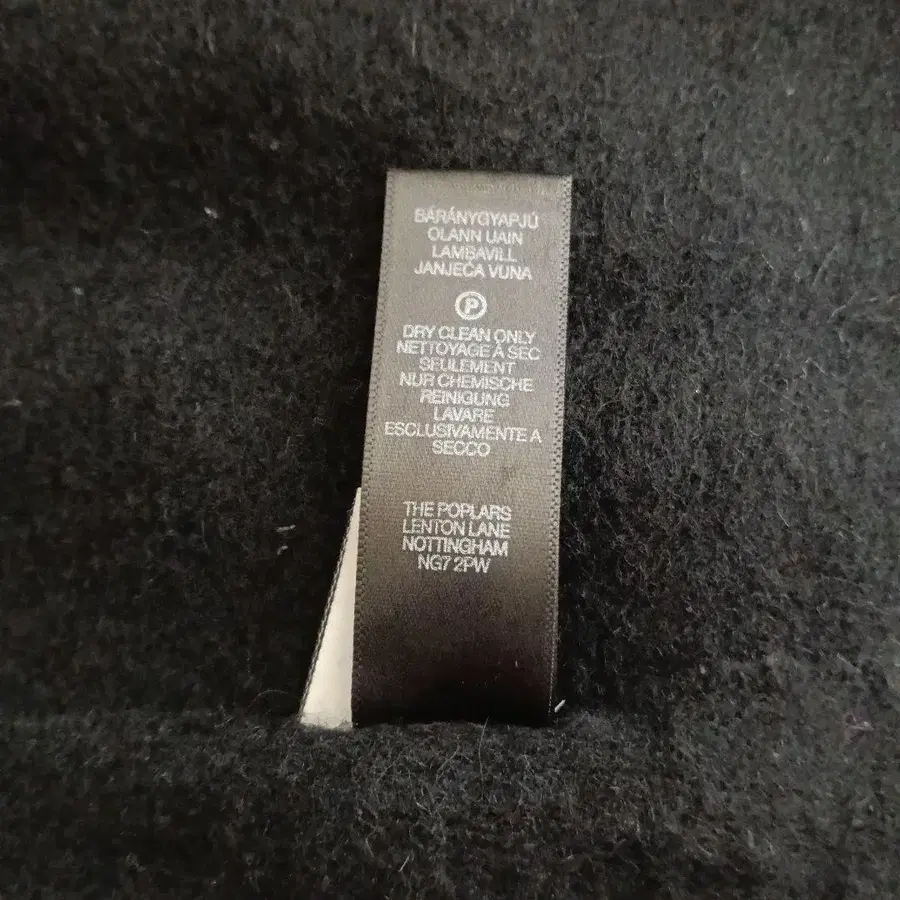 BÁRÁNYGYAPJÚ
OLANN UAIN
LAMBAVILL
JANJEĆA VUNA
P
DRY CLEAN ONLY
NETTOYAGE À SEC
SEULEMENT
NUR CHEMISCHE
REINIGUNG
LAVARE
ESCLUSIVAMENTE A
SECCO
THE POPLARS
LENTON LANE
NOTTINGHAM
NG7 2PW